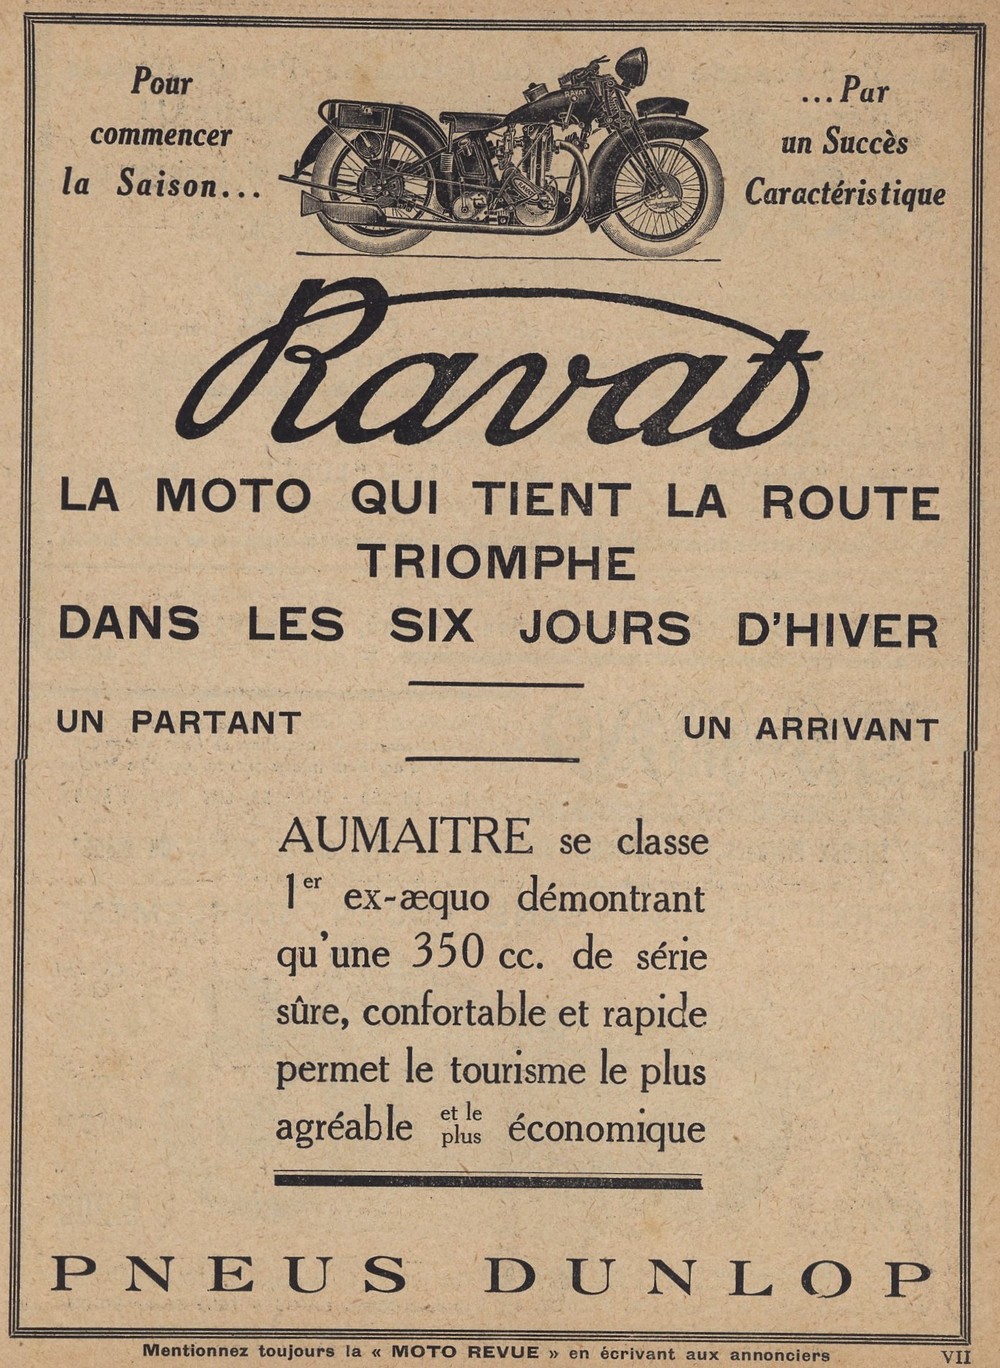 Pour
commencer
la Saison...
...Par
un Succès
Caractéristique
RAVAT
Ravat
LA MOTO QUI TIENT LA ROUTE
TRIOMPHE
DANS LES SIX JOURS D'HIVER
UN PARTANT
UN ARRIVANT
AUMAITRE se classe
1er ex-æquo démontrant
qu'une 350 cc. de série
sûre, confortable et rapide
permet le tourisme le plus
agréable et le plus économique
PNEUS DUNLOP
Mentionnez toujours la « MOTO REVUE » en écrivant aux annonciers
VII